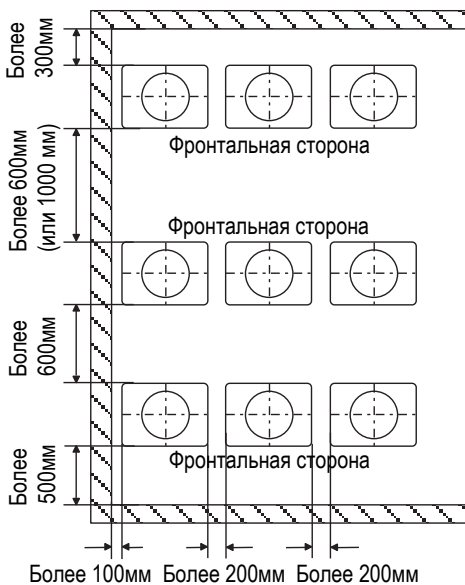 Более
300мм
Фронтальная сторона
Более 600мм
(или 1000 мм)
Фронтальная сторона
Более
600мм
Фронтальная сторона
Более
500мм
Более 100мм Более 200мм Более 200мм